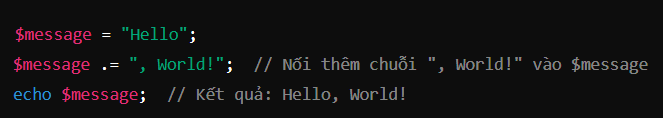 $message = "Hello";
$message .= ", World!";  // Nối thêm chuỗi ", World!" vào $message
echo $message;  // Kết quả: Hello, World!